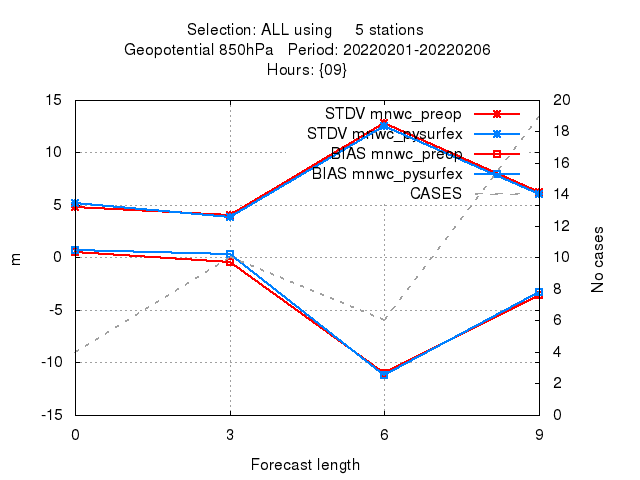 Selection: ALL using 5 stations
Geopotential 850hPa Period: 20220201-20220206
Hours: {09}
STDV mnwc_preop
STDV mnwc_pysurfex
BIAS mnwc_preop
BIAS mnwc_pysurfex
CASES
15
10
5
0
-5
-10
-15
m
20
18
16
14
12
10
8
6
4
2
0
No cases
0 3 6 9
Forecast length